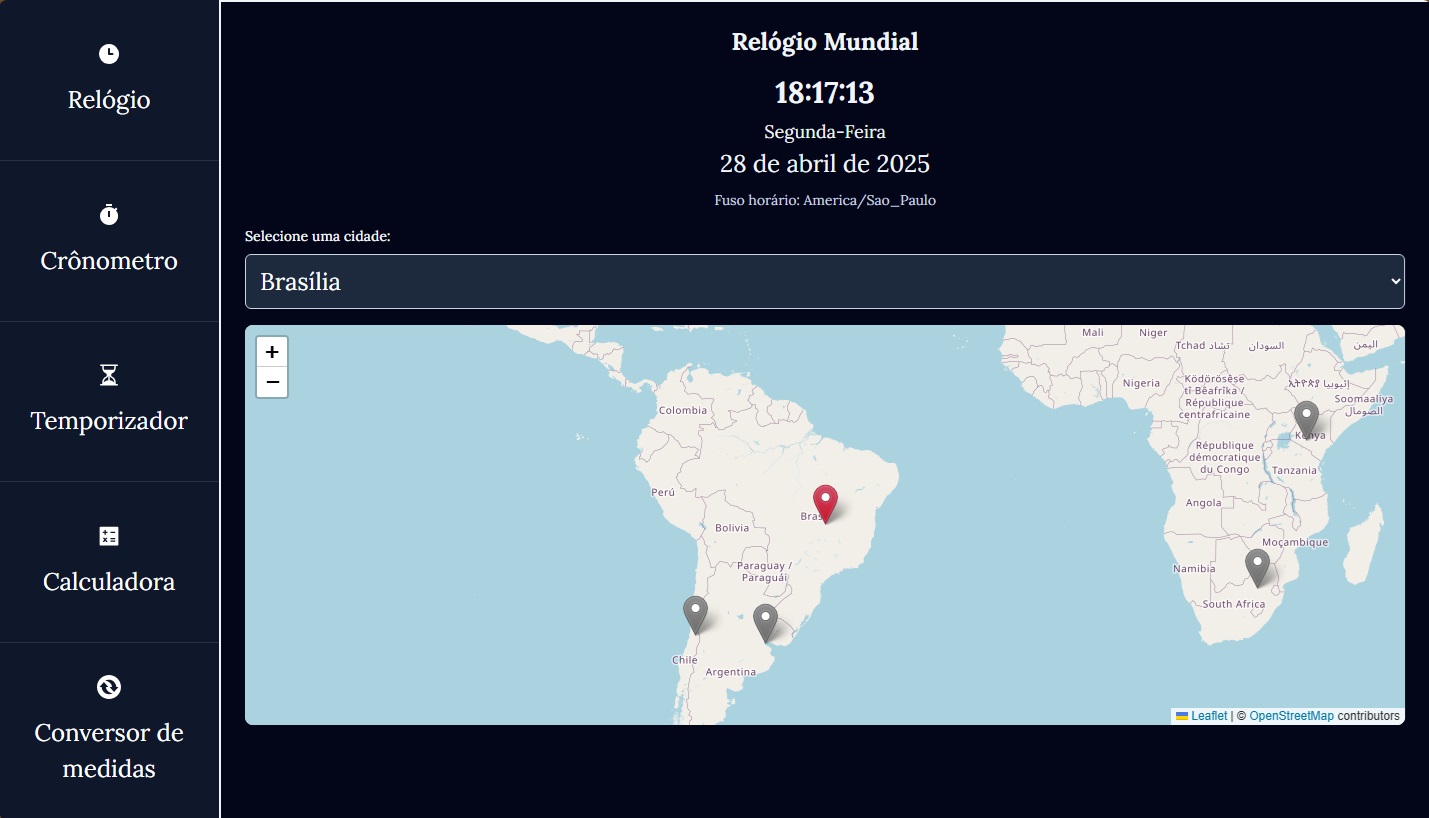 Relógio
Crônometro
Temporizador
Calculadora
Conversor de
medidas
Relógio Mundial
18:17:13
Segunda-Feira
28 de abril de 2025
Fuso horário: America/Sao_Paulo
Selecione uma cidade:
Brasília
+
−
Mali
Niger
Tchad تشاد
السودان
اليمن
Nigeria
Ködörösêse
tî Bêafrîka /
République
centrafricaine
ኢትዮጵያ إثيوبيا
Soomaaliya
الصومال
Colombia
Kenya
République
démocratique
du Congo
Tanzania
Perú
Angola
Bolivia
Moçambique
Paraguay /
Paraguái
Namibia
South Africa
Chile
Argentina
Leaflet | © OpenStreetMap contributors